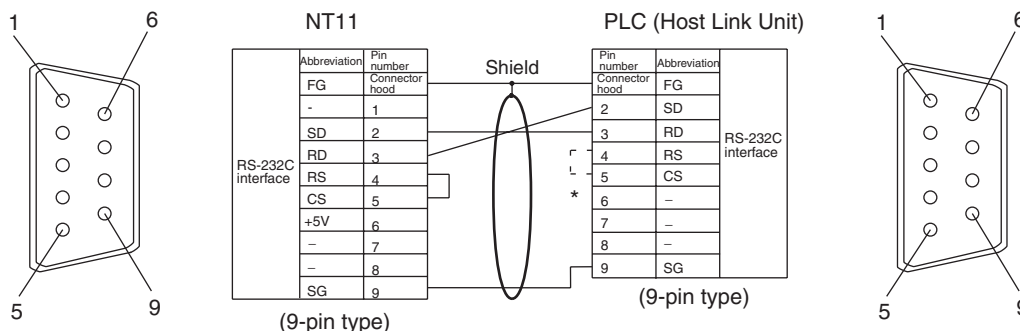 NT11
PLC (Host Link Unit)
1
6
5
9
Abbreviation
Pin number
FG
Connector hood
-
1
SD
2
RD
3
RS
4
CS
5
+5V
6
–
7
–
8
SG
9
RS-232C interface
(9-pin type)
Shield
*
Pin number
Abbreviation
Connector hood
FG
2
SD
3
RD
4
RS
5
CS
6
–
7
–
8
-
9
SG
RS-232C interface
(9-pin type)
1
6
5
9